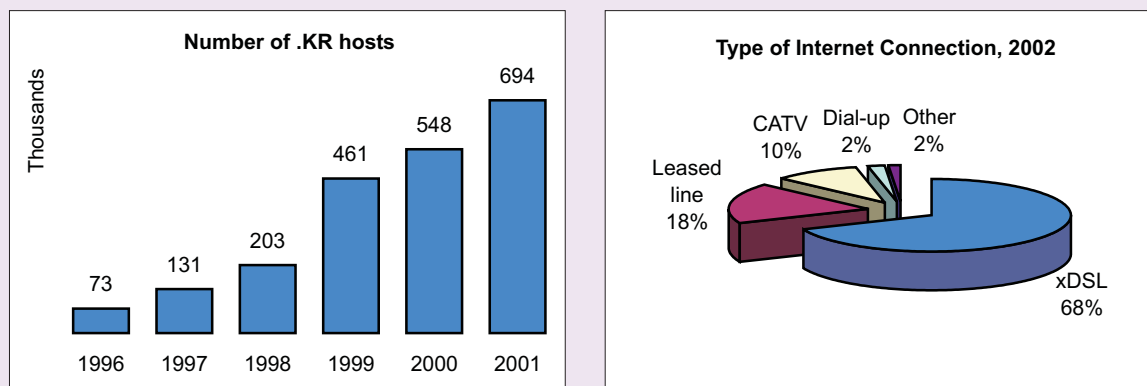 Number of .KR hosts
Thousands
73
131
203
461
548
694
1996
1997
1998
1999
2000
2001
Type of Internet Connection, 2002
Leased
line
18%
CATV
10%
Dial-up
2%
Other
2%
xDSL
68%